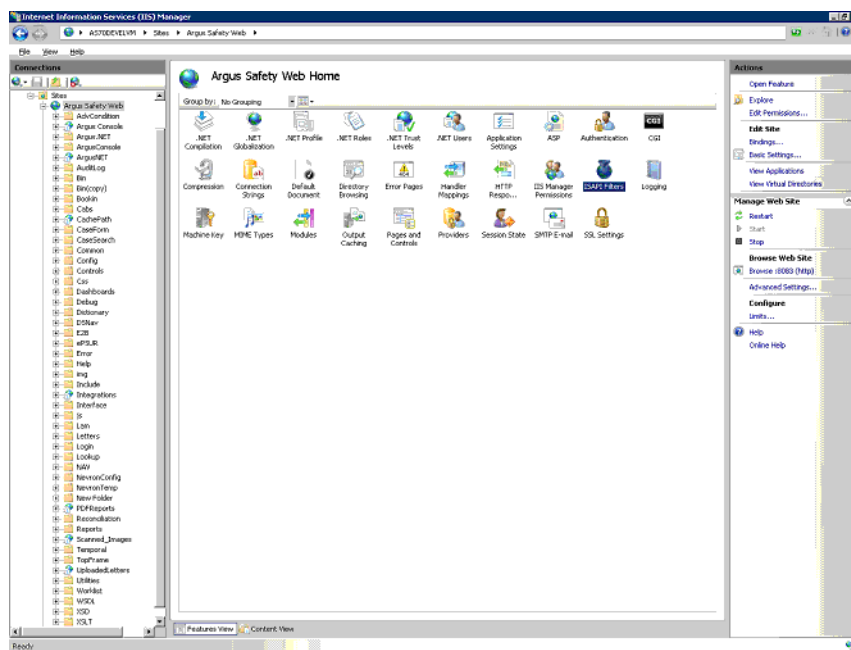 Internet Information Services (IIS) Manager
AS70DEVELVM Sites Argus Safety Web
File View Help
Connections
Sites
Argus Safety Web
AdvCondition
Argus Console
Argus.NET
ArgusConsole
ArgusNET
AuditLog
Bin
Bin(copy)
Bookin
Cabs
CachePath
CaseForm
CaseSearch
Common
Config
Controls
Css
Dashboards
Debug
Dictionary
DSNav
E2B
ePSUR
Error
Help
img
Include
Integrations
Interface
js
Lam
Letters
Login
Lookup
NAV
NevronConfig
NevronTemp
New Folder
PDFReports
Reconciliation
Reports
Scanned_Images
Temporal
TopFrame
UploadedLetters
Utilities
Worklist
WSDL
XSD
XSLT
Argus Safety Web Home
Group by: No Grouping
.NET Compilation
.NET Globalization
.NET Profile
.NET Roles
.NET Trust Levels
.NET Users
Application Settings
ASP
Authentication
CGI
CGI
Compression
Connection Strings
ab
Default Document
Directory Browsing
Error Pages
Handler Mappings
HTTP Respo...
IIS Manager Permissions
ISAPI Filters
Logging
Machine Key
MIME Types
Modules
Output Caching
Pages and Controls
Providers
Session State
SMTP E-mail
SSL Settings
Features View Content View
Actions
Open Feature
Explore
Edit Permissions...
Edit Site
Bindings...
Basic Settings...
View Applications
View Virtual Directories
Manage Web Site
Restart
Start
Stop
Browse Web Site
Browse :8083 (http)
Advanced Settings...
Configure
Limits...
Help
Online Help
Ready